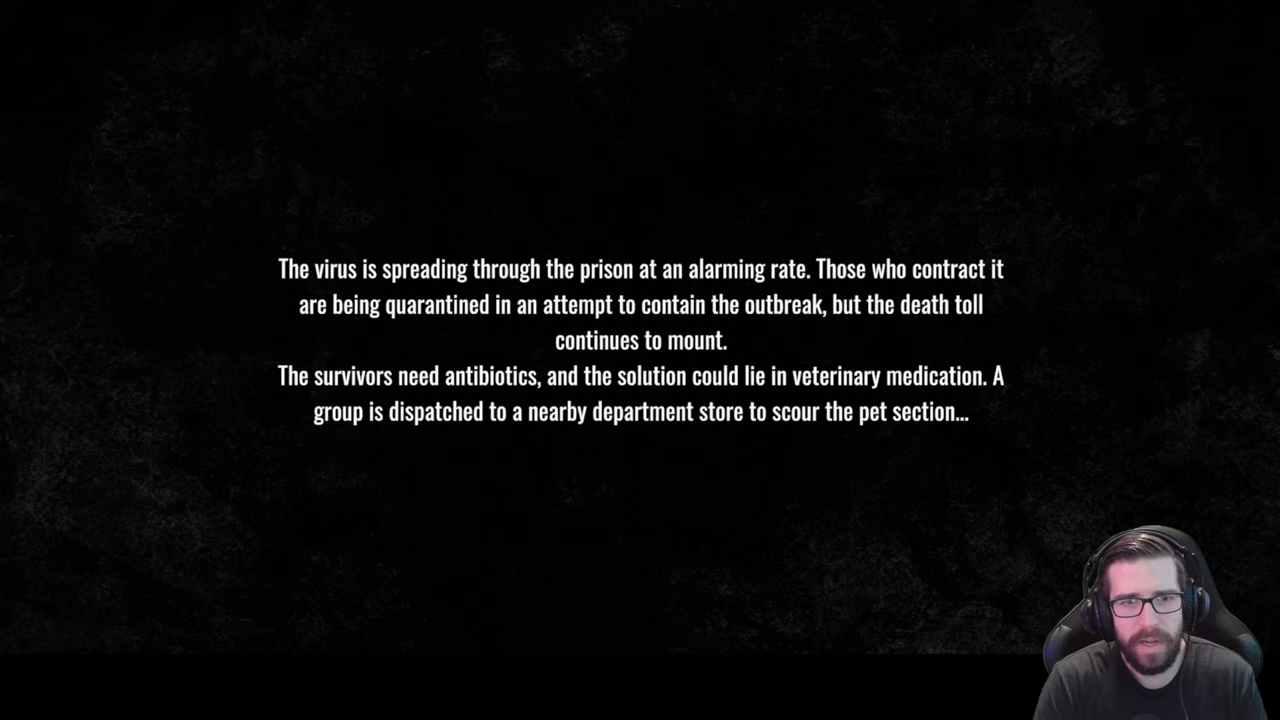 The virus is spreading through the prison at an alarming rate. Those who contract it
are being quarantined in an attempt to contain the outbreak, but the death toll
continues to mount.
The survivors need antibiotics, and the solution could lie in veterinary medication. A
group is dispatched to a nearby department store to scour the pet section...